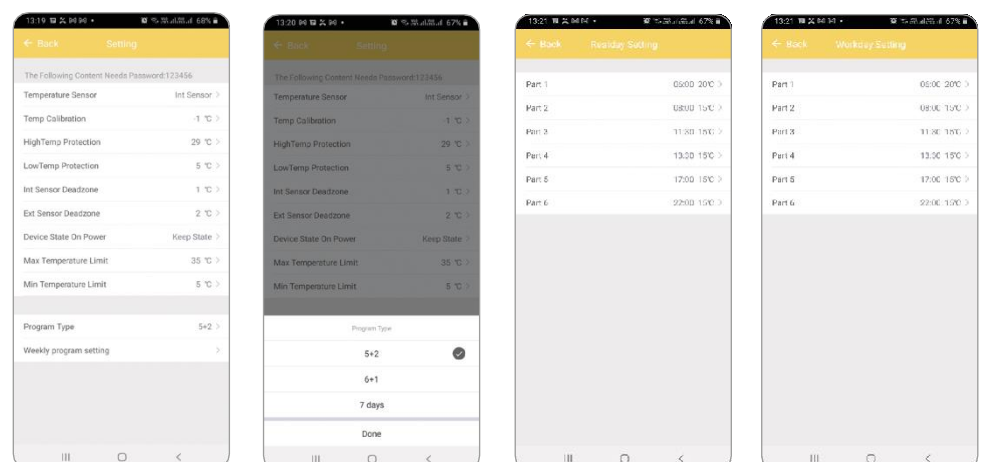 13:19 68%
← Back Setting
The Following Content Needs Password:123456
Temperature Sensor Int Sensor >
Temp Calibration -1 °C >
HighTemp Protection 29 °C >
LowTemp Protection 5 °C >
Int Sensor Deadzone 1 °C >
Ext Sensor Deadzone 2 °C >
Device State On Power Keep State >
Max Temperature Limit 35 °C >
Min Temperature Limit 5 °C >
Program Type 5+2 >
Weekly program setting >
13:20 67%
← Back Setting
The Following Content Needs Password:123456
Temperature Sensor Int Sensor >
Temp Calibration -1 °C >
HighTemp Protection 29 °C >
LowTemp Protection 5 °C >
Int Sensor Deadzone 1 °C >
Ext Sensor Deadzone 2 °C >
Device State On Power Keep State >
Max Temperature Limit 35 °C >
Min Temperature Limit 5 °C >
Program Type
5+2
6+1
7 days
Done
13:21 67%
← Back Residay Setting
Part 1 06:00 20°C >
Part 2 08:00 15°C >
Part 3 11:30 15°C >
Part 4 13:30 15°C >
Part 5 17:00 15°C >
Part 6 22:00 15°C >
13:21 67%
← Back Workday Setting
Part 1 06:00 20°C >
Part 2 08:00 15°C >
Part 3 11:30 15°C >
Part 4 13:30 15°C >
Part 5 17:00 15°C >
Part 6 22:00 15°C >